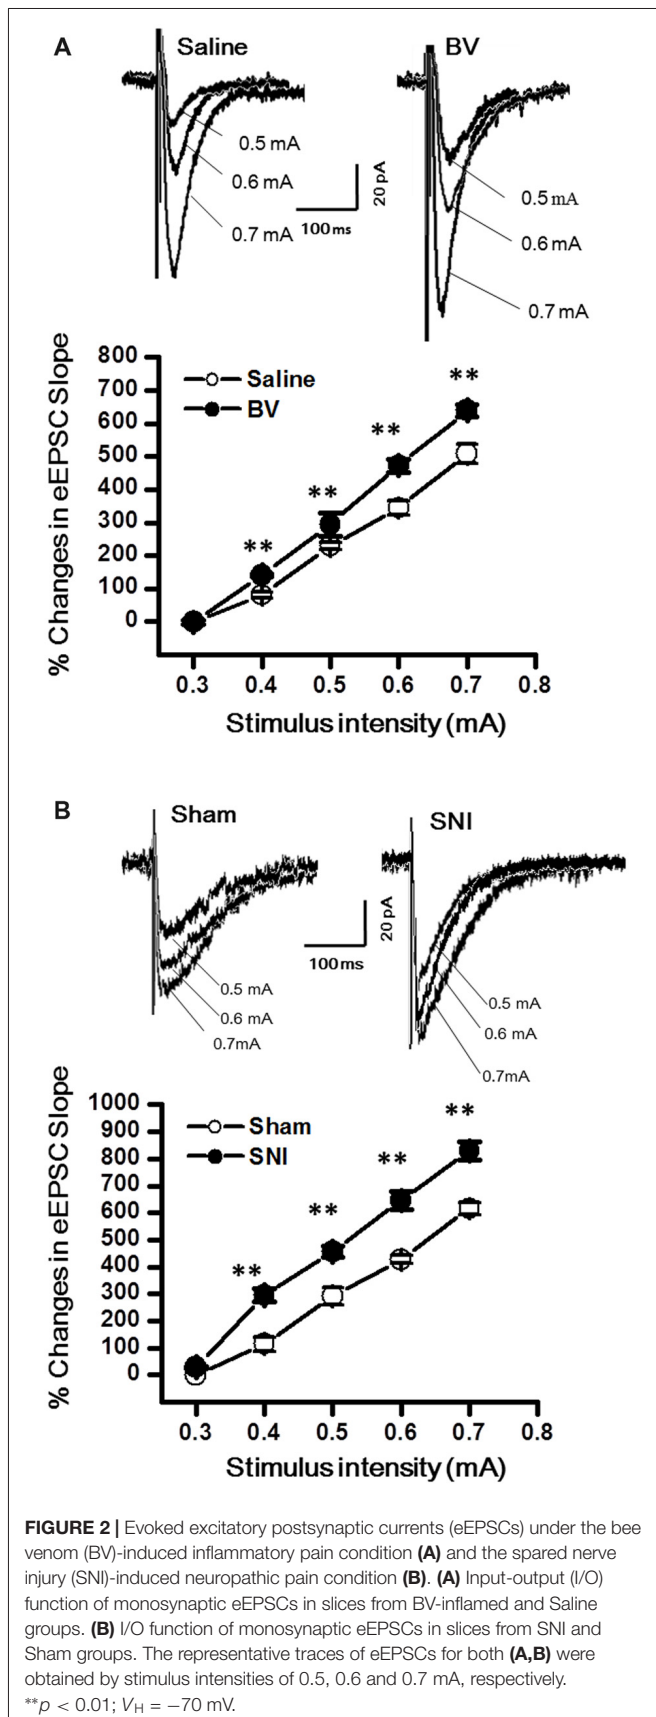 A
Saline
BV
0.5 mA
0.6 mA
0.7 mA
20 pA
100 ms
0.5 mA
0.6 mA
0.7 mA
% Changes in eEPSC Slope
800
700
600
500
400
300
200
100
0
Saline
BV
**
**
**
**
0.3 0.4 0.5 0.6 0.7 0.8
Stimulus intensity (mA)
B
Sham
SNI
0.5 mA
0.6 mA
0.7mA
20 pA
100ms
0.5 mA
0.6 mA
0.7mA
% Changes in eEPSC Slope
1000
900
800
700
600
500
400
300
200
100
0
Sham
SNI
**
**
**
**
0.3 0.4 0.5 0.6 0.7 0.8
Stimulus intensity (mA)
FIGURE 2 | Evoked excitatory postsynaptic currents (eEPSCs) under the bee
venom (BV)-induced inflammatory pain condition (A) and the spared nerve
injury (SNI)-induced neuropathic pain condition (B). (A) Input-output (I/O)
function of monosynaptic eEPSCs in slices from BV-inflamed and Saline
groups. (B) I/O function of monosynaptic eEPSCs in slices from SNI and
Sham groups. The representative traces of eEPSCs for both (A,B) were
obtained by stimulus intensities of 0.5, 0.6 and 0.7 mA, respectively.
**p < 0.01; VH = −70 mV.